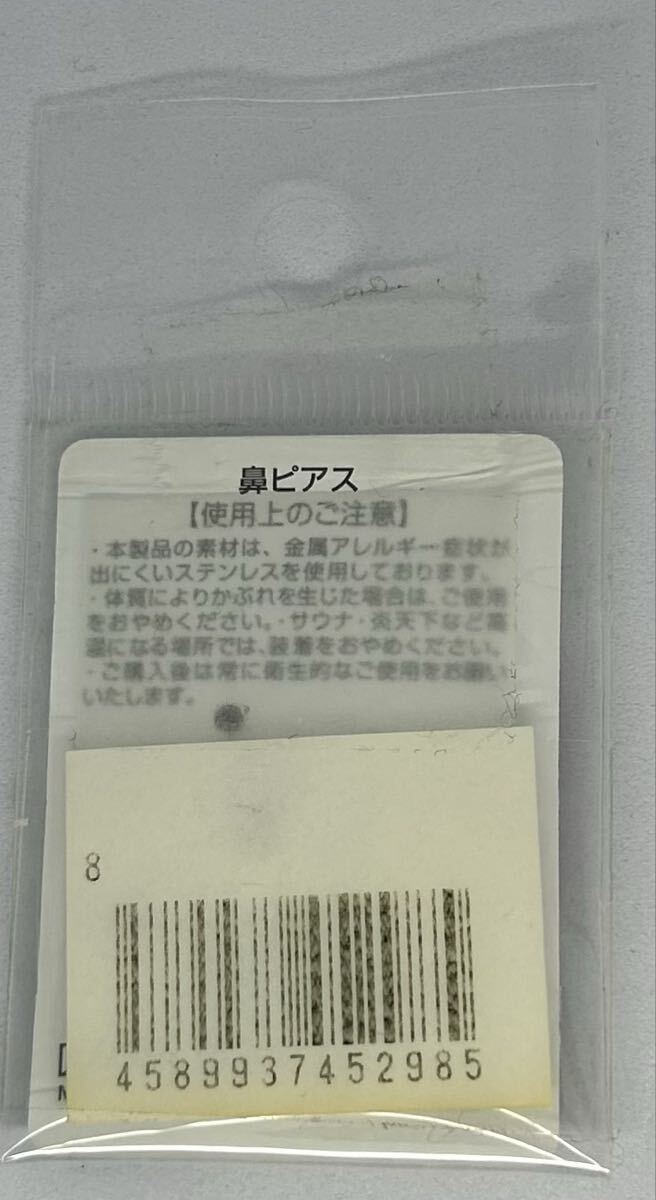 鼻ピアス
【使用上のご注意】
・本製品の素材は、金属アレルギー症状が
出にくいステンレスを使用しております。
・体質によりかぶれを生じた場合は、ご使用
をおやめください。・サウナ・炎天下など高
温になる場所では、装着をおやめください。
・ご購入後は常に衛生的なご使用をお願い
いたします。
8
4589937452985